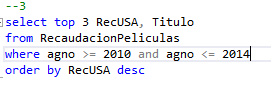 --3
select top 3 RecUSA, Titulo
from RecaudacionPeliculas
where agno >= 2010 and agno <= 2014
order by RecUSA desc